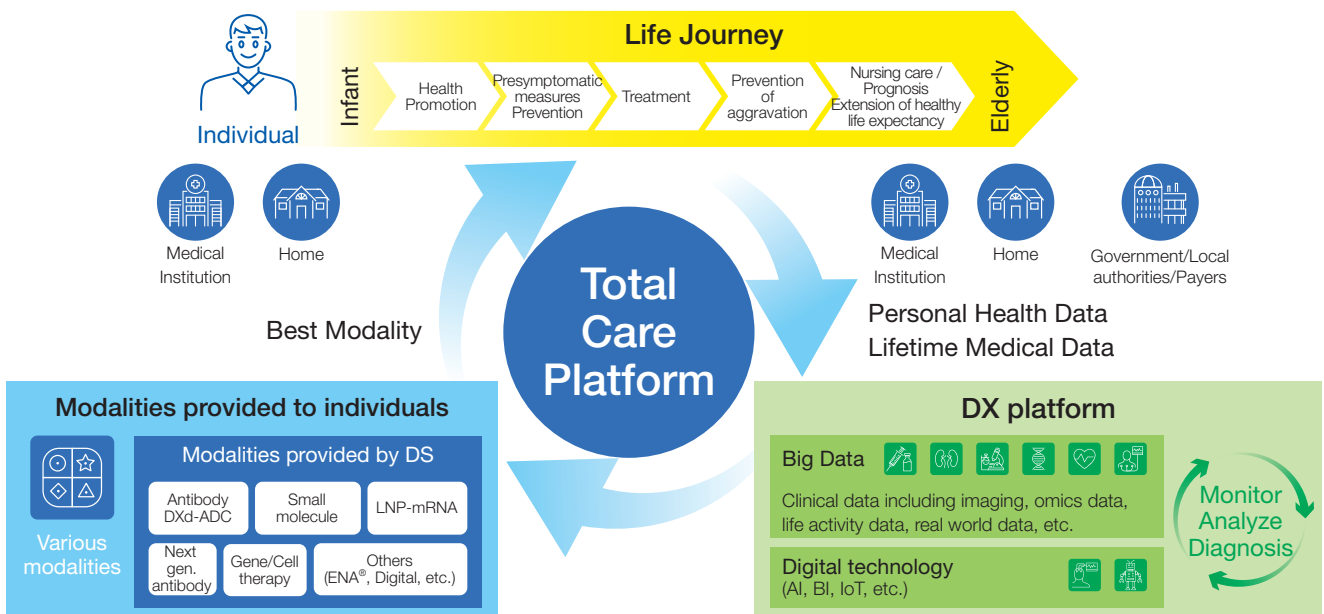 Life Journey
Individual
Infant
Health
Promotion
Presymptomatic
measures
Prevention
Treatment
Prevention
of
aggravation
Nursing care /
Prognosis
Extension of healthy
life expectancy
Elderly
Medical
Institution
Home
Medical
Institution
Home
Government/Local
authorities/Payers
Best Modality
Total
Care
Platform
Personal Health Data
Lifetime Medical Data
Modalities provided to individuals
Various
modalities
Modalities provided by DS
Antibody
DXd-ADC
Small
molecule
LNP-mRNA
Next
gen.
antibody
Gene/Cell
therapy
Others
(ENA®, Digital, etc.)
DX platform
Big Data
Clinical data including imaging, omics data,
life activity data, real world data, etc.
Digital technology
(AI, BI, IoT, etc.)
Monitor
Analyze
Diagnosis